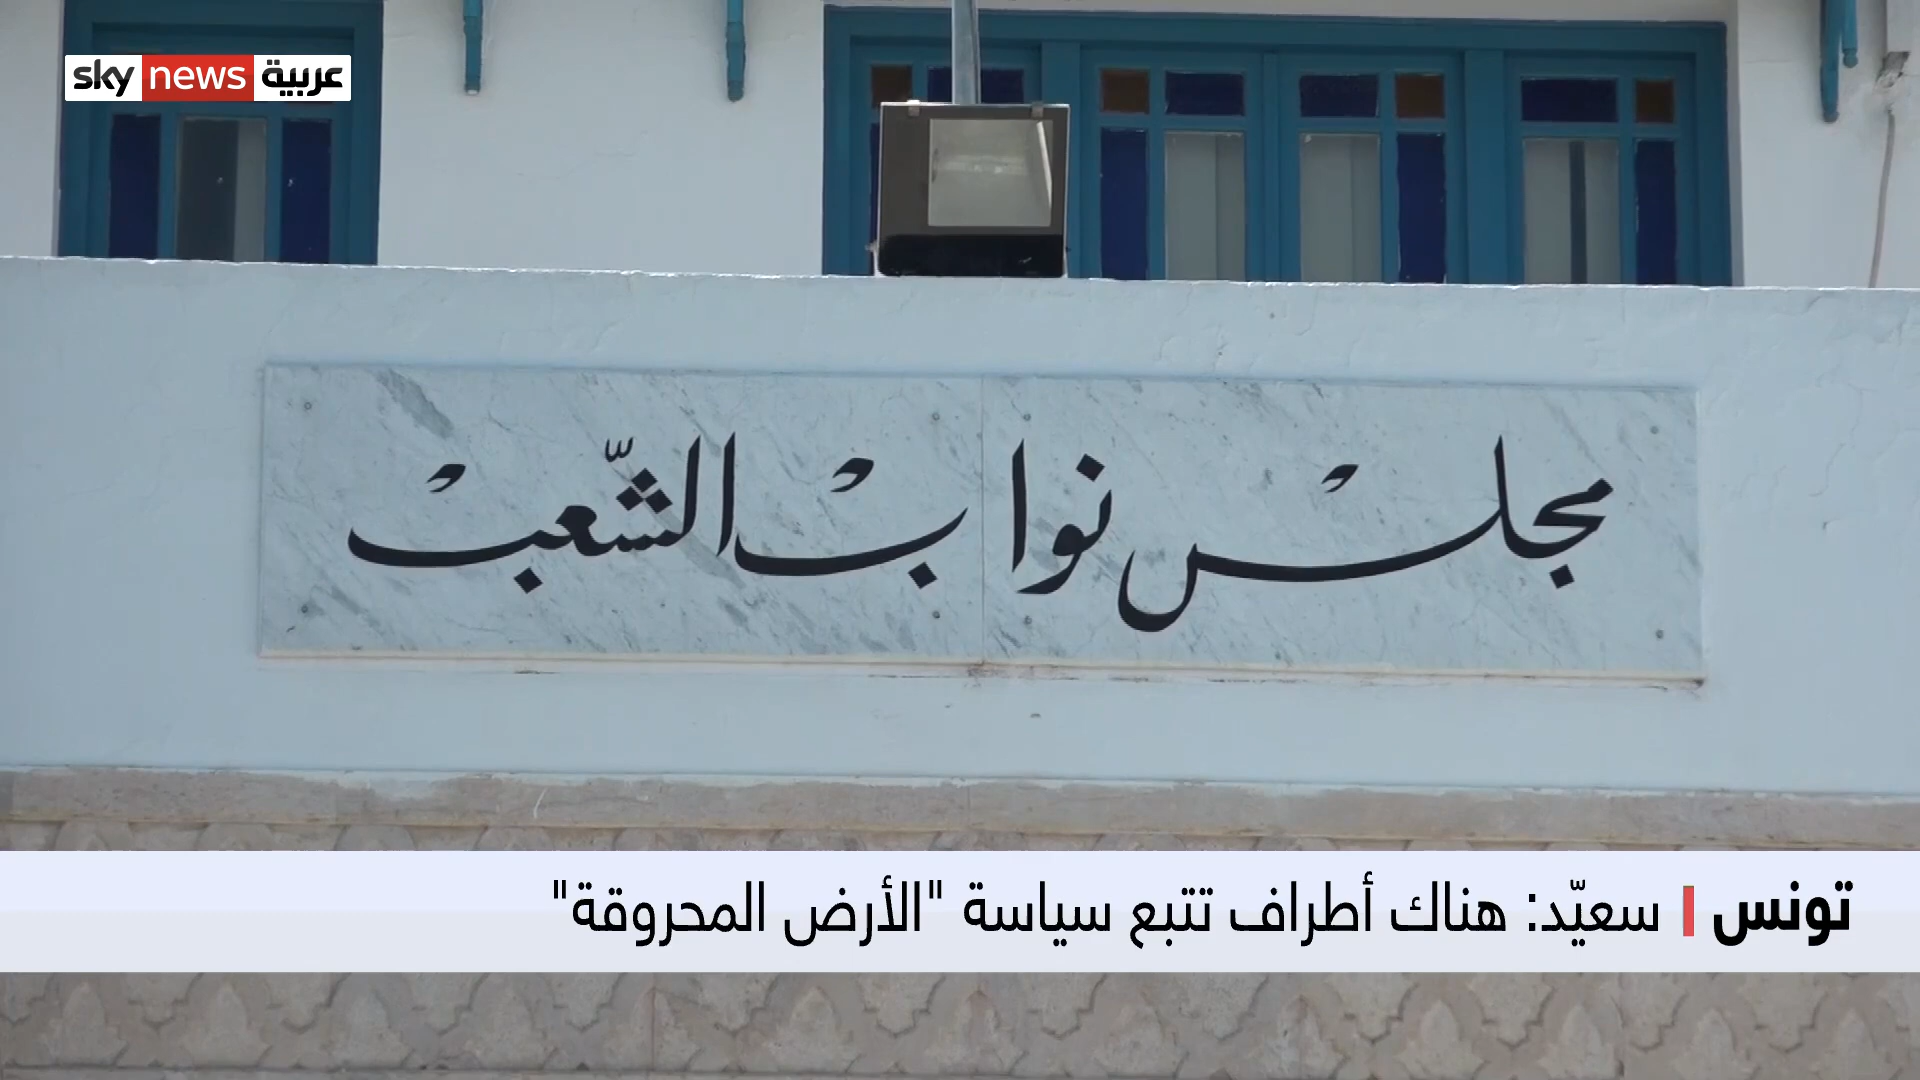 sky news عربية
مجلس نواب الشّعب
تونس | سعيّد: هناك أطراف تتبع سياسة "الأرض المحروقة"